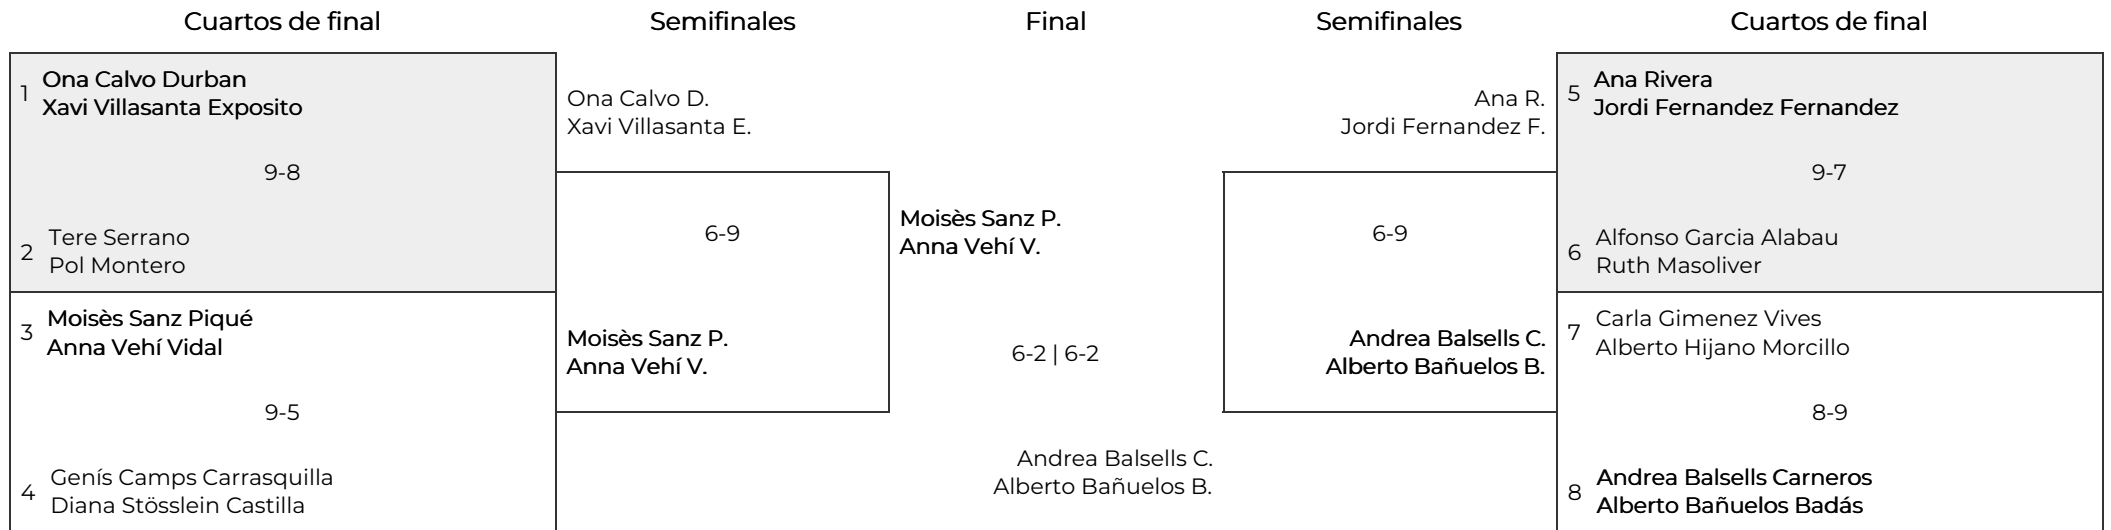 Cuartos de final
Semifinales
Final
Semifinales
Cuartos de final
1
Ona Calvo Durban
Xavi Villasanta Exposito
9-8
2
Tere Serrano
Pol Montero
3
Moisès Sanz Piqué
Anna Vehí Vidal
9-5
4
Genís Camps Carrasquilla
Diana Stösslein Castilla
Ona Calvo D.
Xavi Villasanta E.
6-9
Moisès Sanz P.
Anna Vehí V.
Moisès Sanz P.
Anna Vehí V.
6-2 | 6-2
Andrea Balsells C.
Alberto Bañuelos B.
Ana R.
Jordi Fernandez F.
6-9
Andrea Balsells C.
Alberto Bañuelos B.
5
Ana Rivera
Jordi Fernandez Fernandez
9-7
6
Alfonso Garcia Alabau
Ruth Masoliver
7
Carla Gimenez Vives
Alberto Hijano Morcillo
8-9
8
Andrea Balsells Carneros
Alberto Bañuelos Badás